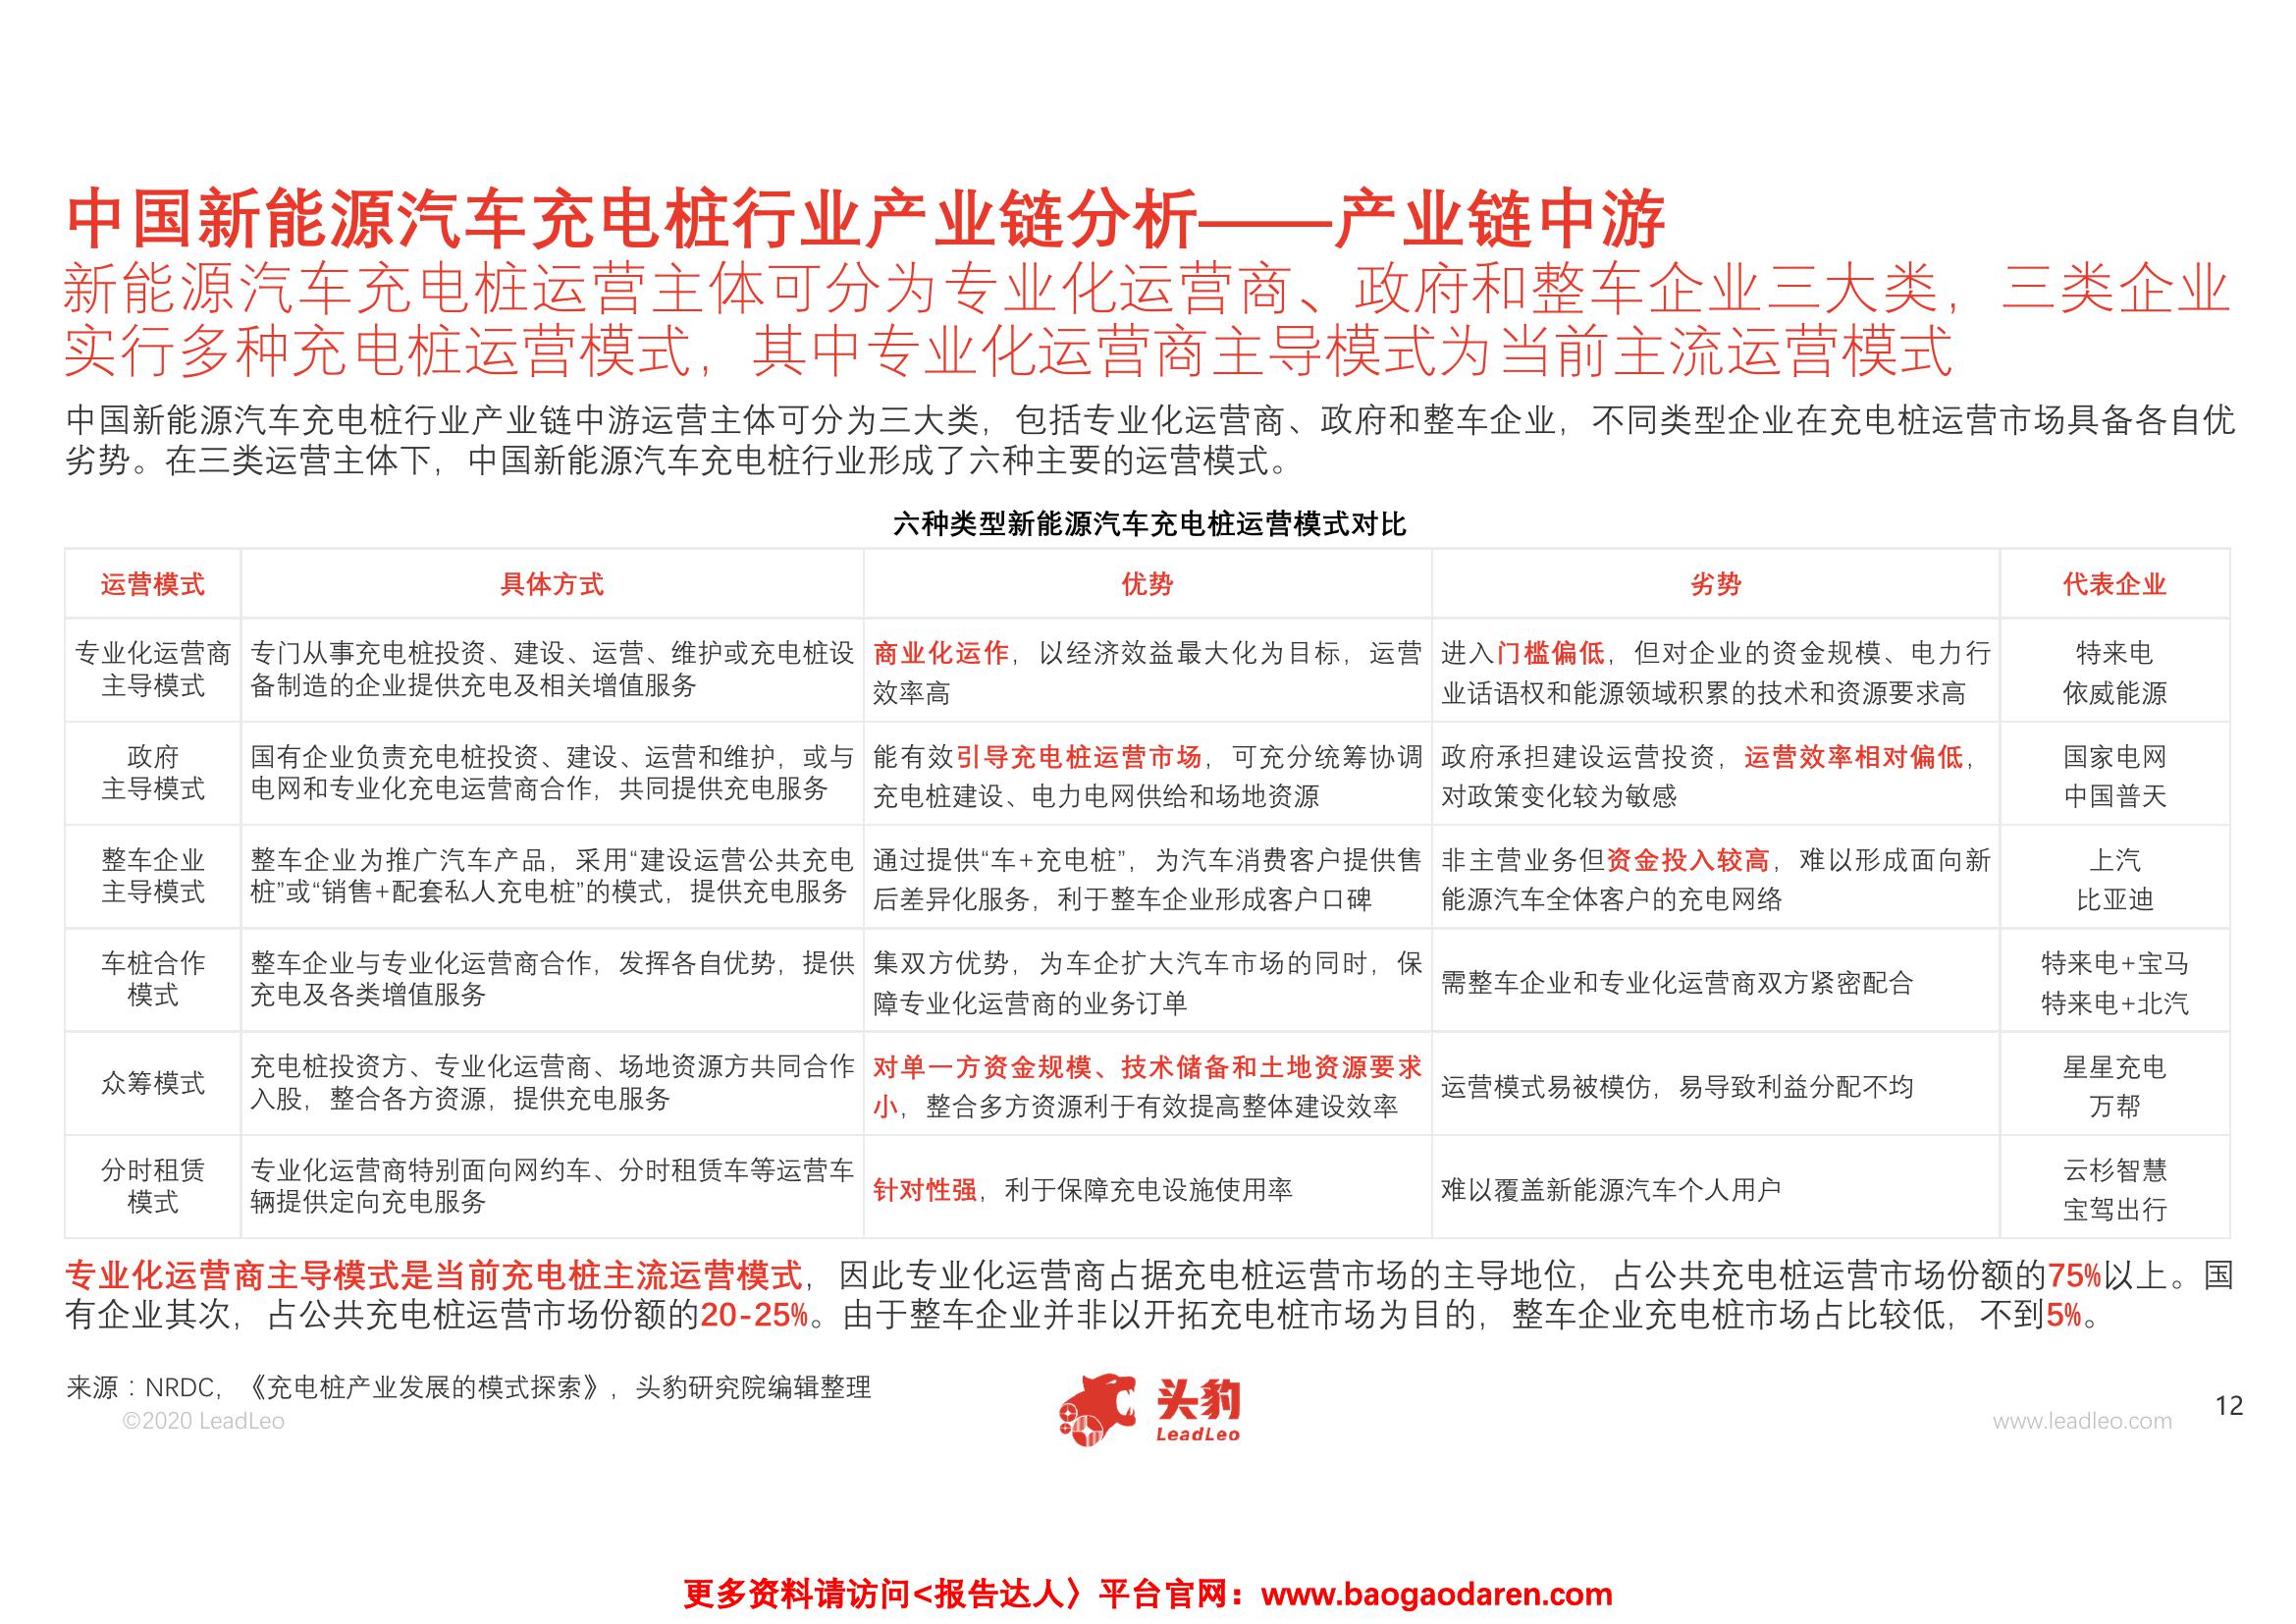 中国新能源汽车充电桩行业产业链分析——产业链中游
新能源汽车充电桩运营主体可分为专业化运营商、政府和整车企业三大类，三类企业
实行多种充电桩运营模式，其中专业化运营商主导模式为当前主流运营模式
中国新能源汽车充电桩行业产业链中游运营主体可分为三大类，包括专业化运营商、政府和整车企业，不同类型企业在充电桩运营市场具备各自优
劣势。在三类运营主体下，中国新能源汽车充电桩行业形成了六种主要的运营模式。
六种类型新能源汽车充电桩运营模式对比
运营模式 具体方式 优势 劣势 代表企业
专业化运营商
主导模式
专门从事充电桩投资、建设、运营、维护或充电桩设
备制造的企业提供充电及相关增值服务
商业化运作，以经济效益最大化为目标，运营
效率高
进入门槛偏低，但对企业的资金规模、电力行
业话语权和能源领域积累的技术和资源要求高
特来电
依威能源
政府
主导模式
国有企业负责充电桩投资、建设、运营和维护，或与
电网和专业化充电运营商合作，共同提供充电服务
能有效引导充电桩运营市场，可充分统筹协调
充电桩建设、电力电网供给和场地资源
政府承担建设运营投资，运营效率相对偏低，
对政策变化较为敏感
国家电网
中国普天
整车企业
主导模式
整车企业为推广汽车产品，采用“建设运营公共充电
桩”或“销售+配套私人充电桩”的模式，提供充电服务
通过提供“车+充电桩”，为汽车消费客户提供售
后差异化服务，利于整车企业形成客户口碑
非主营业务但资金投入较高，难以形成面向新
能源汽车全体客户的充电网络
上汽
比亚迪
车桩合作
模式
整车企业与专业化运营商合作，发挥各自优势，提供
充电及各类增值服务
集双方优势，为车企扩大汽车市场的同时，保
障专业化运营商的业务订单
需整车企业和专业化运营商双方紧密配合
特来电+宝马
特来电+北汽
众筹模式
充电桩投资方、专业化运营商、场地资源方共同合作
入股，整合各方资源，提供充电服务
对单一方资金规模、技术储备和土地资源要求
小，整合多方资源利于有效提高整体建设效率
运营模式易被模仿，易导致利益分配不均
星星充电
万帮
分时租赁
模式
专业化运营商特别面向网约车、分时租赁车等运营车
辆提供定向充电服务
针对性强，利于保障充电设施使用率
难以覆盖新能源汽车个人用户
云杉智慧
宝驾出行
专业化运营商主导模式是当前充电桩主流运营模式，因此专业化运营商占据充电桩运营市场的主导地位，占公共充电桩运营市场份额的75%以上。国
有企业其次，占公共充电桩运营市场份额的20-25%。由于整车企业并非以开拓充电桩市场为目的，整车企业充电桩市场占比较低，不到5%。
来源：NRDC，《充电桩产业发展的模式探索》，头豹研究院编辑整理
©2020 LeadLeo
头豹
LeadLeo
www.leadleo.com
12
更多资料请访问<报告达人〉平台官网：www.baogaodaren.com